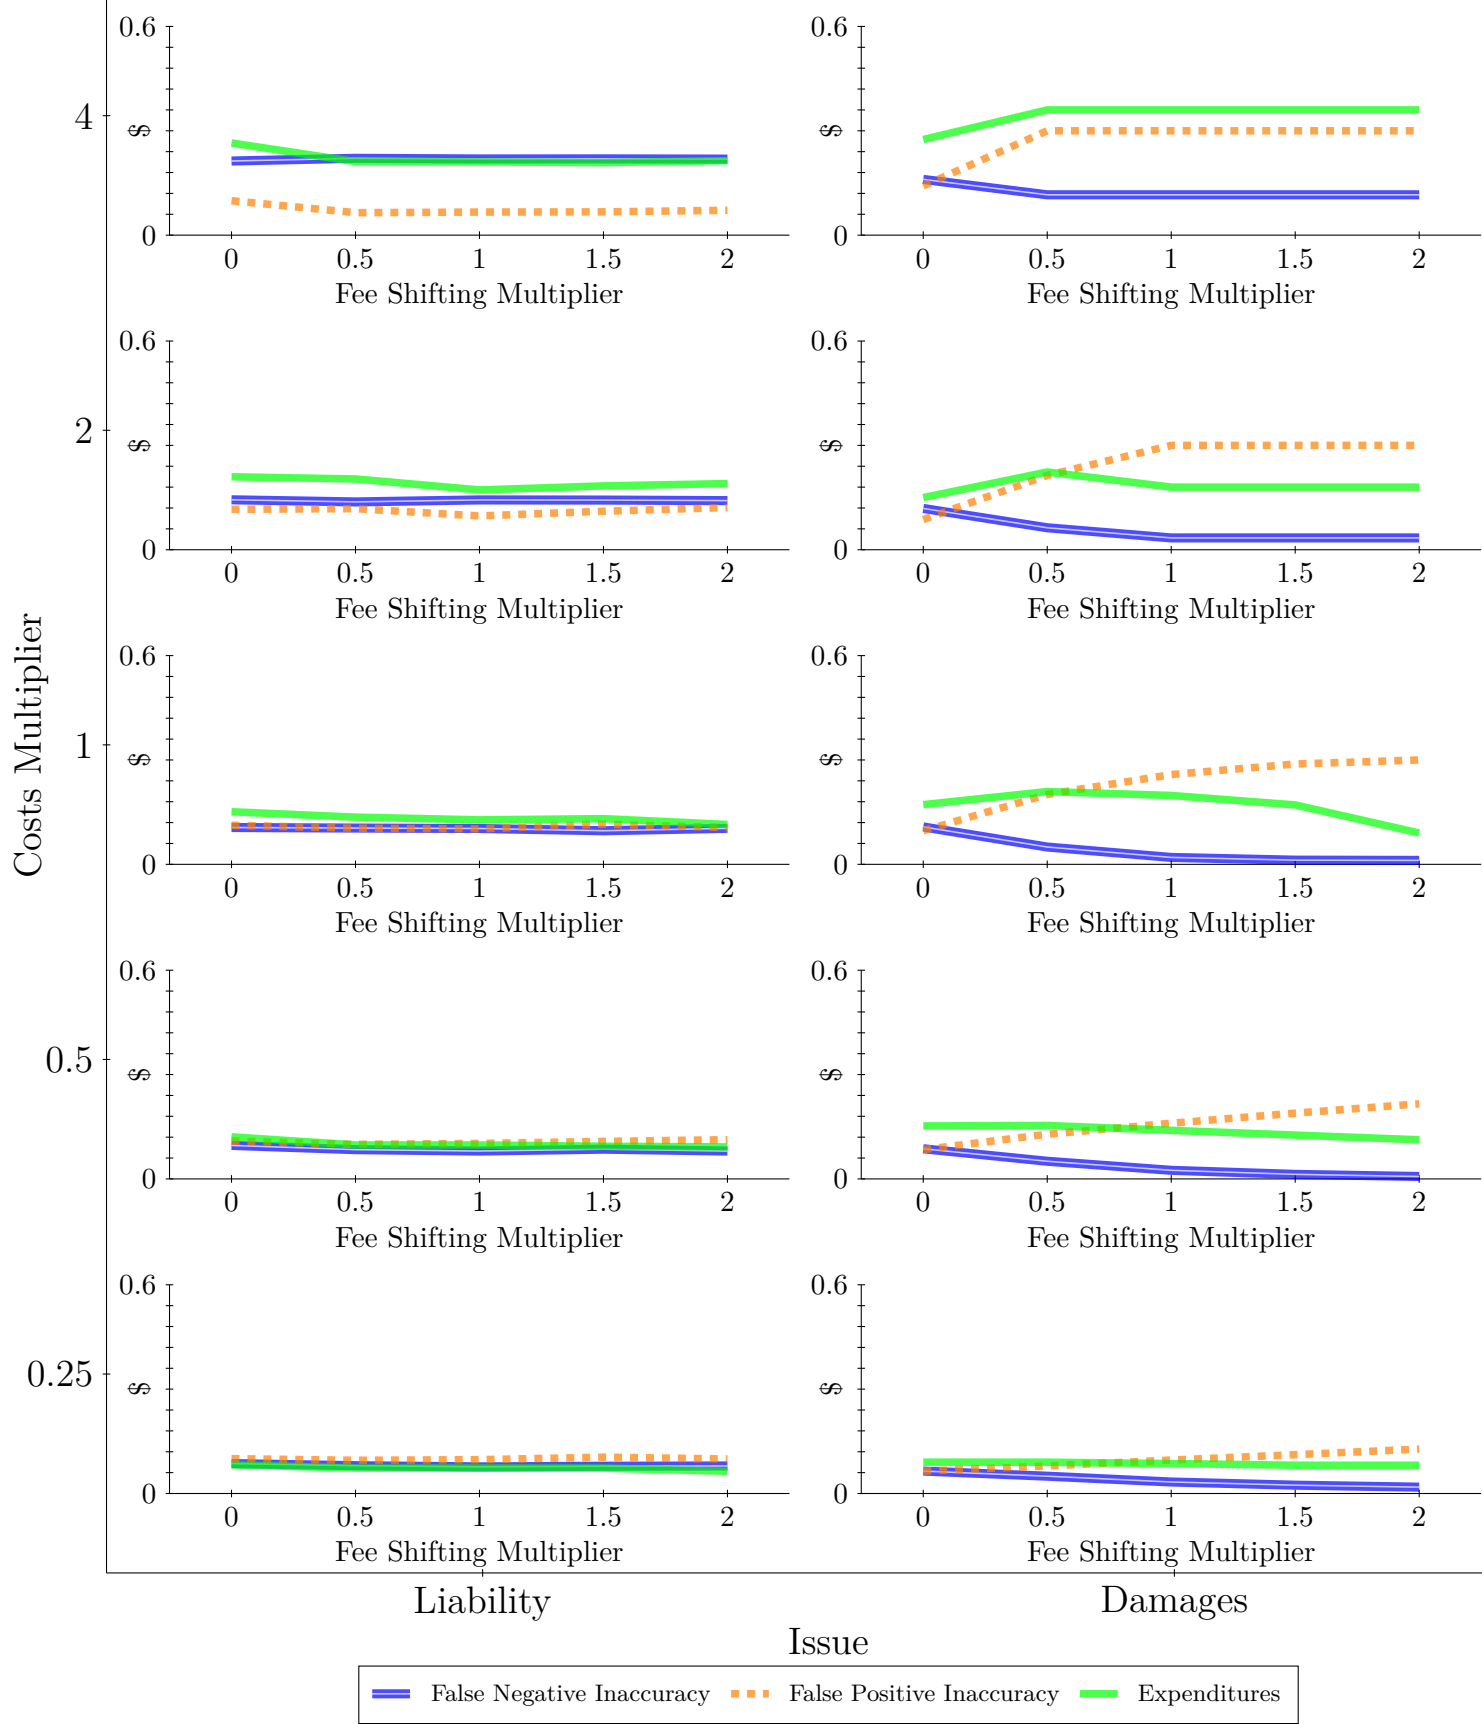 Costs Multiplier
4
0.6
$
0
0 0.5 1 1.5 2
Fee Shifting Multiplier
0.6
$
0
0 0.5 1 1.5 2
Fee Shifting Multiplier
2
0.6
$
0
0 0.5 1 1.5 2
Fee Shifting Multiplier
0.6
$
0
0 0.5 1 1.5 2
Fee Shifting Multiplier
1
0.6
$
0
0 0.5 1 1.5 2
Fee Shifting Multiplier
0.6
$
0
0 0.5 1 1.5 2
Fee Shifting Multiplier
0.5
0.6
$
0
0 0.5 1 1.5 2
Fee Shifting Multiplier
0.6
$
0
0 0.5 1 1.5 2
Fee Shifting Multiplier
0.25
0.6
$
0
0 0.5 1 1.5 2
Fee Shifting Multiplier
0.6
$
0
0 0.5 1 1.5 2
Fee Shifting Multiplier
Liability Damages
Issue
False Negative Inaccuracy False Positive Inaccuracy Expenditures